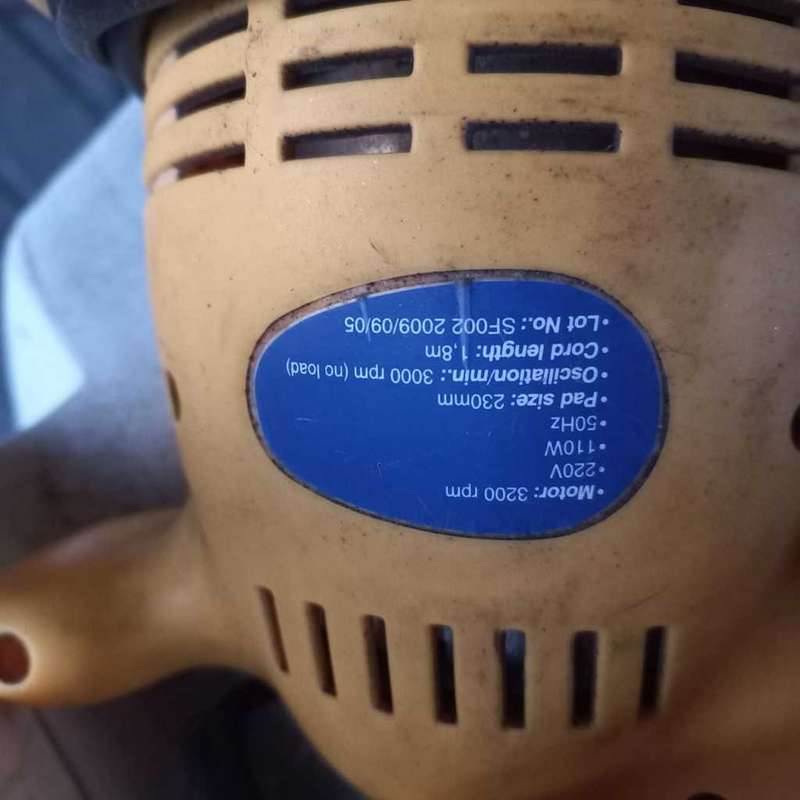 • Motor: 3200 rpm
• 220V
• 110W
• 50Hz
• Pad size: 230mm
• Oscillation/min.: 3000 rpm (no load)
• Cord length: 1,8m
• Lot No.: SF002 2009/09/05